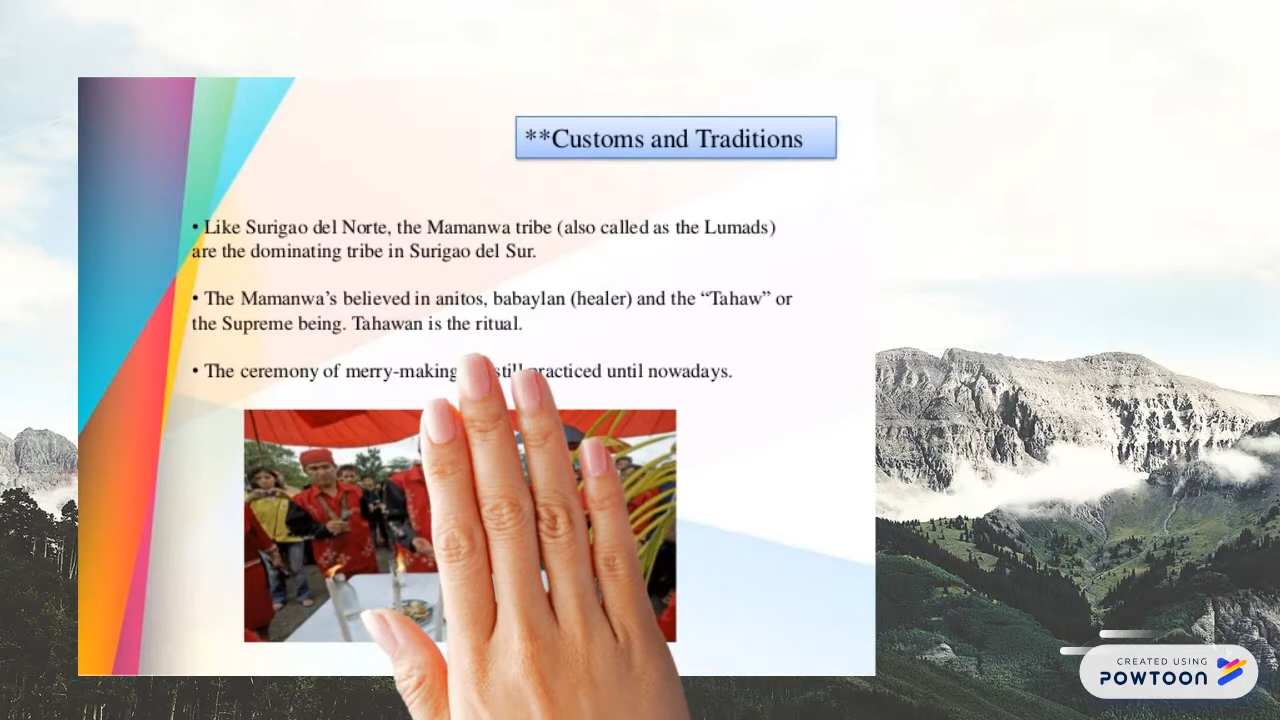 **Customs and Traditions
• Like Surigao del Norte, the Mamanwa tribe (also called as the Lumads)
are the dominating tribe in Surigao del Sur.
• The Mamanwa’s believed in anitos, babaylan (healer) and the “Tahaw” or
the Supreme being. Tahawan is the ritual.
• The ceremony of merry-making still practiced until nowadays.
CREATED USING
POWTOON